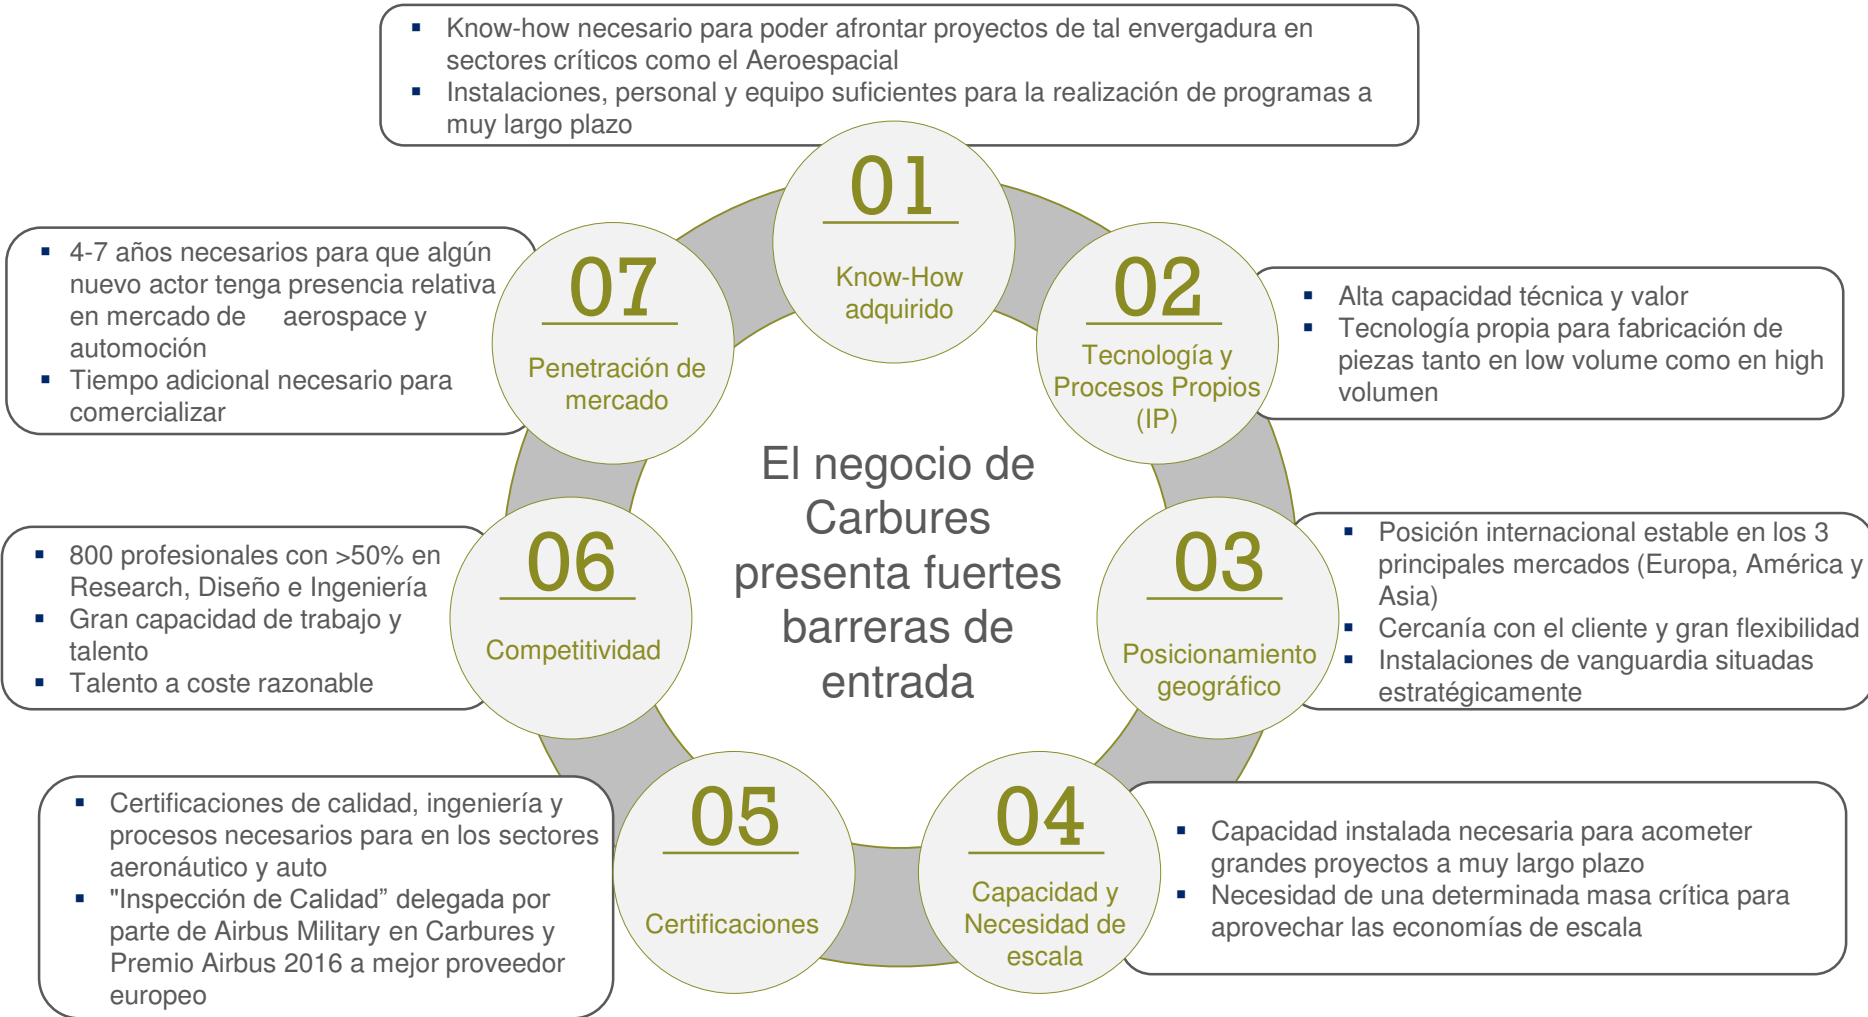 ▪ Know-how necesario para poder afrontar proyectos de tal envergadura en
sectores críticos como el Aeroespacial
▪ Instalaciones, personal y equipo suficientes para la realización de programas a
muy largo plazo
01
Know-How
adquirido
02
Tecnología y
Procesos Propios
(IP)
▪ Alta capacidad técnica y valor
▪ Tecnología propia para fabricación de
piezas tanto en low volume como en high
volumen
03
Posicionamiento
geográfico
▪ Posición internacional estable en los 3
principales mercados (Europa, América y
Asia)
▪ Cercanía con el cliente y gran flexibilidad
▪ Instalaciones de vanguardia situadas
estratégicamente
04
Capacidad y
Necesidad de
escala
▪ Capacidad instalada necesaria para acometer
grandes proyectos a muy largo plazo
▪ Necesidad de una determinada masa crítica para
aprovechar las economías de escala
05
Certificaciones
▪ Certificaciones de calidad, ingeniería y
procesos necesarios para en los sectores
aeronáutico y auto
▪ "Inspección de Calidad” delegada por
parte de Airbus Military en Carbures y
Premio Airbus 2016 a mejor proveedor
europeo
06
Competitividad
▪ 800 profesionales con >50% en
Research, Diseño e Ingeniería
▪ Gran capacidad de trabajo y
talento
▪ Talento a coste razonable
07
Penetración de
mercado
▪ 4-7 años necesarios para que algún
nuevo actor tenga presencia relativa
en mercado de aerospace y
automoción
▪ Tiempo adicional necesario para
comercializar
El negocio de
Carbures
presenta fuertes
barreras de
entrada